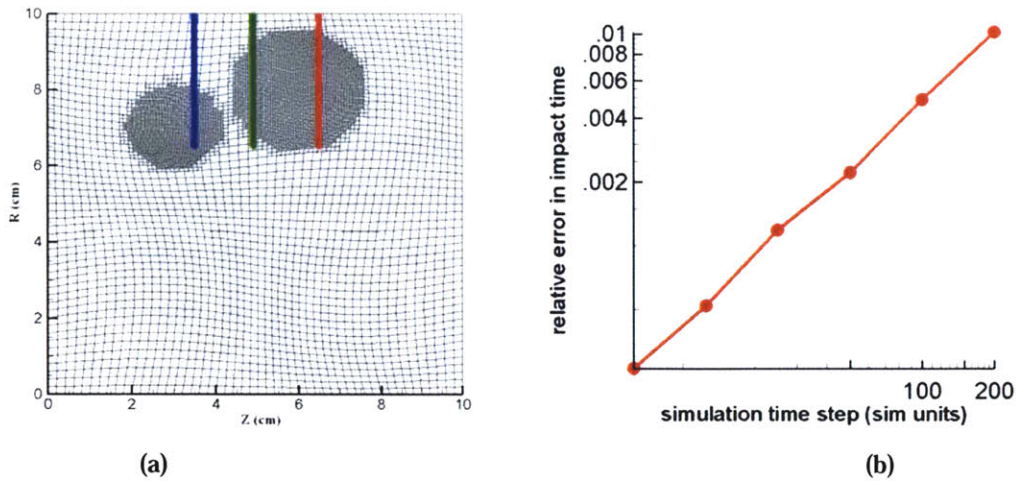 10
8
6
4
2
0
R (cm)
0 2 4 6 8 10
Z (cm)
(a)
.01
.008
.006
.004
.002
relative error in impact time
100 200
simulation time step (sim units)
(b)